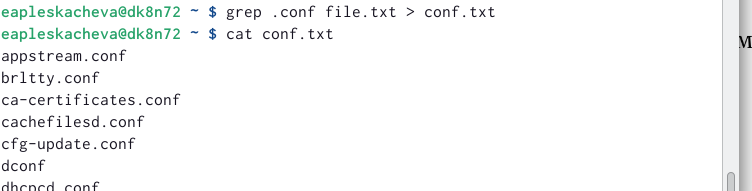 eapleskacheva@dk8n72 ~ $ grep .conf file.txt > conf.txt
eapleskacheva@dk8n72 ~ $ cat conf.txt
appstream.conf
brltty.conf
ca-certificates.conf
cachefilesd.conf
cfg-update.conf
dconf
dhcpcd.conf
M